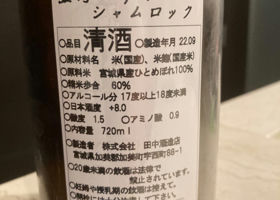 シャムロック
○品目 清酒 ○製造年月 22.09
○原材料名 米(国産)、米麹(国産)
○原料米 宮城県産ひとめぼれ100%
○精米歩合 60%
○アルコール分 17度以上18度未満
○日本酒度 +8.0
○酸度 1.5 ○アミノ酸 0.9
○内容量 720ml
○製造者 株式会社 田中酒造店
宮城県加美郡加美町字西町88-1
○20歳未満の飲酒は法律で
禁止されています。
○妊娠や授乳期の飲酒は控えて、